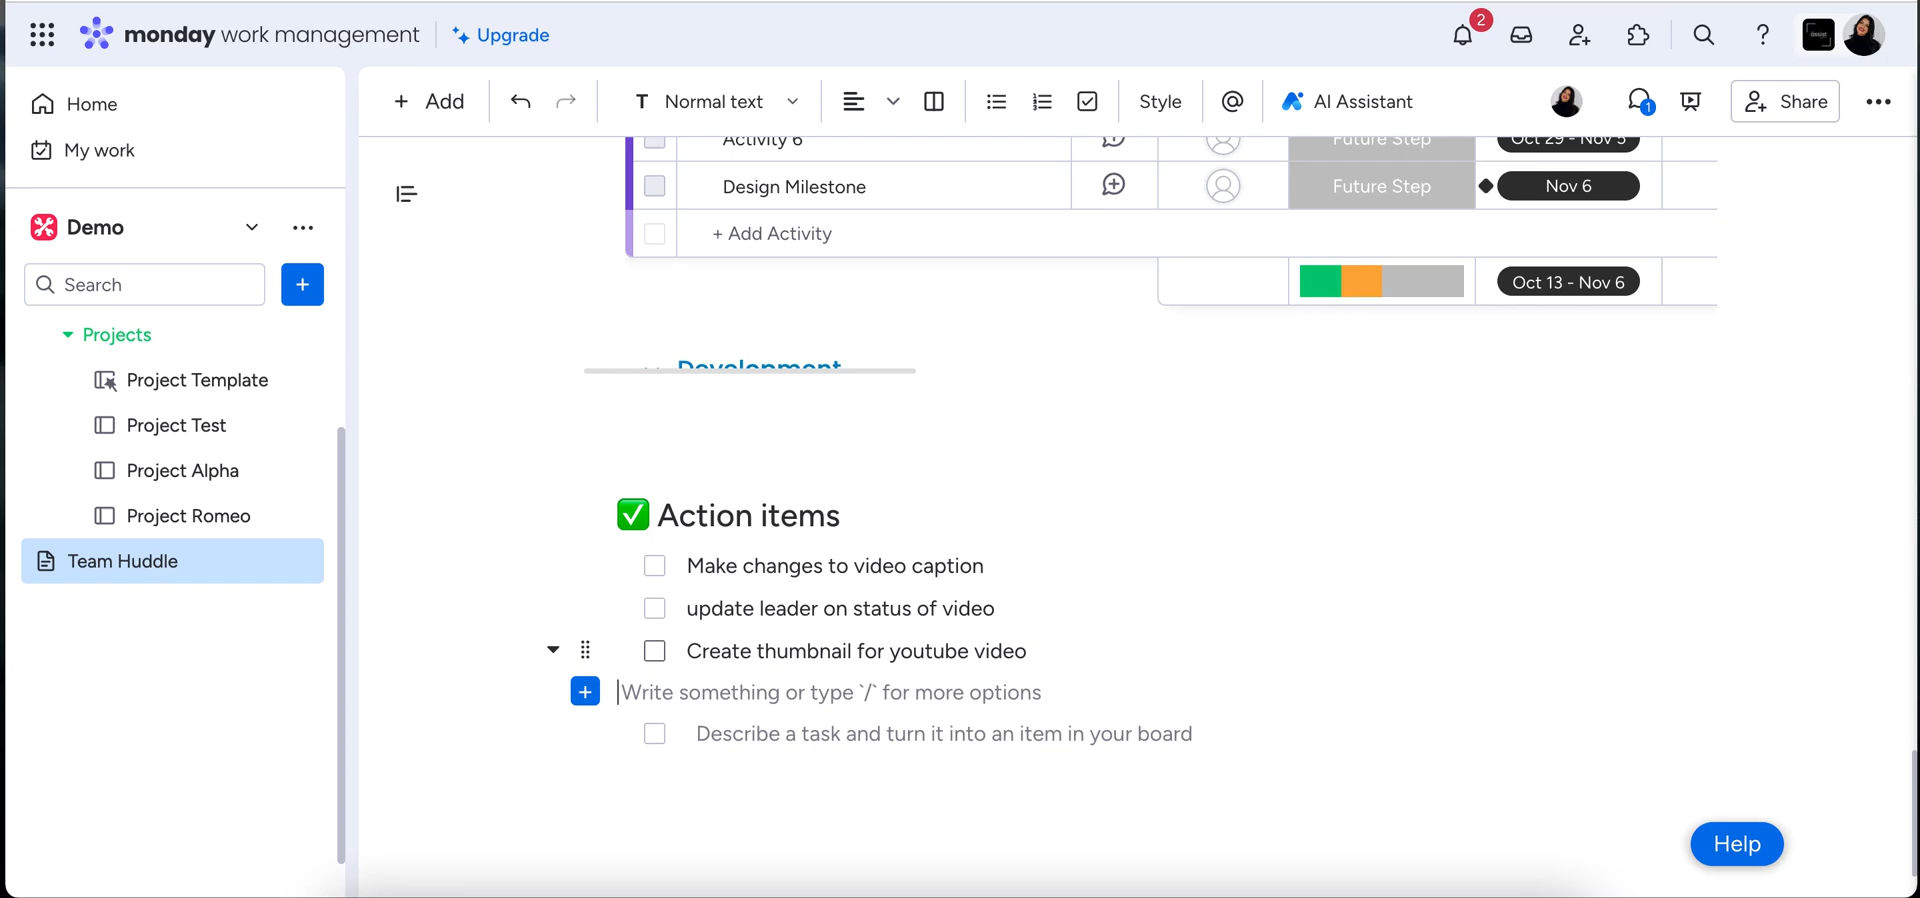 monday work management
Upgrade
2
Home
My work
Demo
Search
Projects
Project Template
Project Test
Project Alpha
Project Romeo
Team Huddle
+ Add
T Normal text
Style
@
AI Assistant
1
Share
Activity 6
Future Step
Oct 29 - Nov 5
Design Milestone
Future Step
Nov 6
+ Add Activity
Oct 13 - Nov 6
Development
✅ Action items
Make changes to video caption
update leader on status of video
Create thumbnail for youtube video
Write something or type `/` for more options
Describe a task and turn it into an item in your board
Help